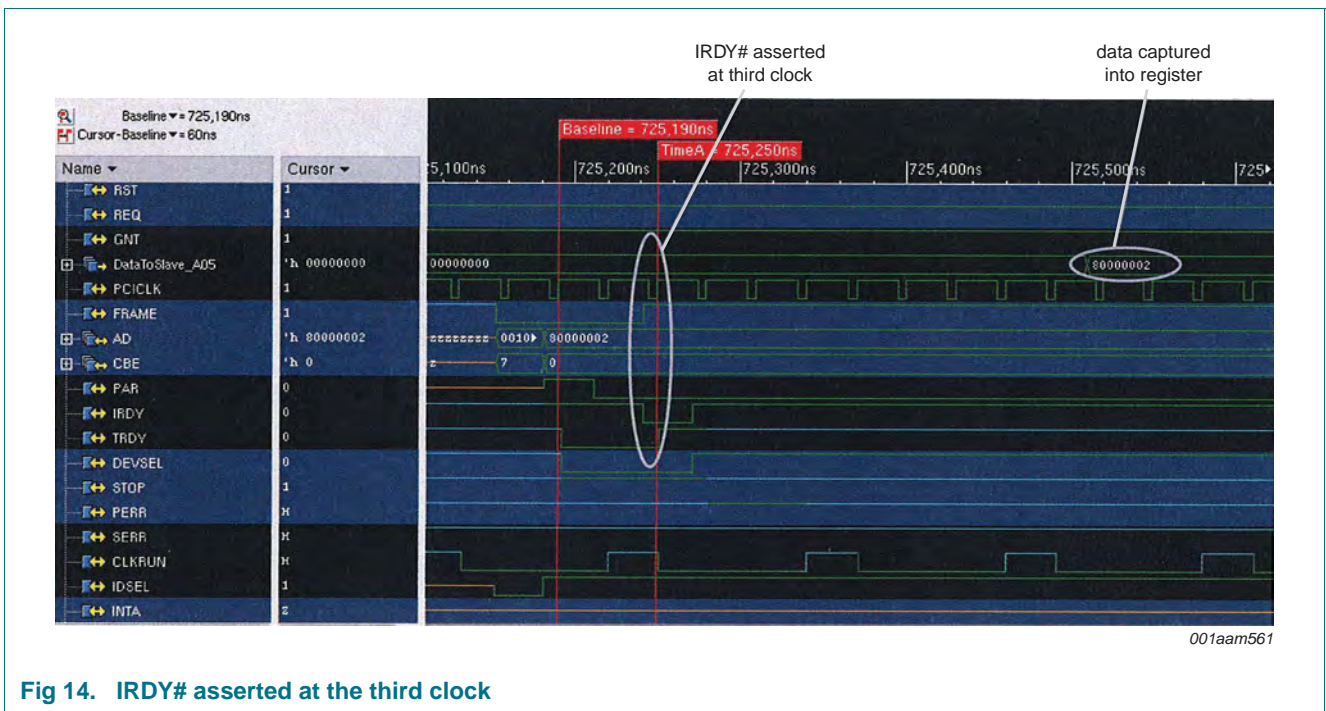 IRDY# asserted
at third clock
data captured
into register
Baseline = 725,190ns
Cursor-Baseline = 60ns
Baseline = 725,190ns
TimeA = 725,250ns
Name
Cursor
5,100ns
725,200ns
725,300ns
725,400ns
725,500ns
725
RST 1
REQ 1
GNT 1
DataToSlave_A05 'h 00000000 00000000 80000002
PCICLK 1
FRAME 1
AD 'h 80000002 zzzzzzzz 0010 80000002
CBE 'h 0 z 7 0
PAR 0
IRDY 0
TRDY 0
DEVSEL 0
STOP 1
PERR H
SERR H
CLKRUN H
IDSEL 1
INTA z
001aam561
Fig 14. IRDY# asserted at the third clock